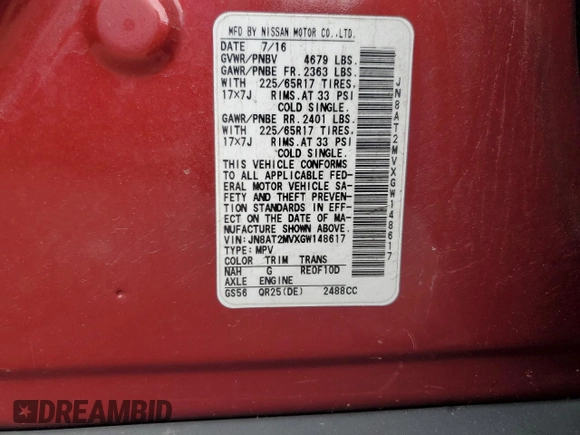 MFD BY NISSAN MOTOR CO.,LTD.
DATE 7/16
GVWR/PNBV 4679 LBS.
GAWR/PNBE FR. 2363 LBS.
WITH 225/65R17 TIRES,
17×7J RIMS.AT 33 PSI
COLD SINGLE.
GAWR/PNBE RR. 2401 LBS.
WITH 225/65R17 TIRES,
17×7J RIMS.AT 33 PSI
COLD SINGLE.
THIS VEHICLE CONFORMS
TO ALL APPLICABLE FED-
ERAL MOTOR VEHICLE SA-
FETY AND THEFT PREVEN-
TION STANDARDS IN EFF-
ECT ON THE DATE OF MA-
NUFACTURE SHOWN ABOVE.
VIN: JN8AT2MVXGW148617
TYPE: MPV
COLOR TRIM TRANS
NAH G RE0F10D
AXLE ENGINE
GS56 QR25(DE) 2488CC
JN8AT2MVXGW148617
DREAMBID